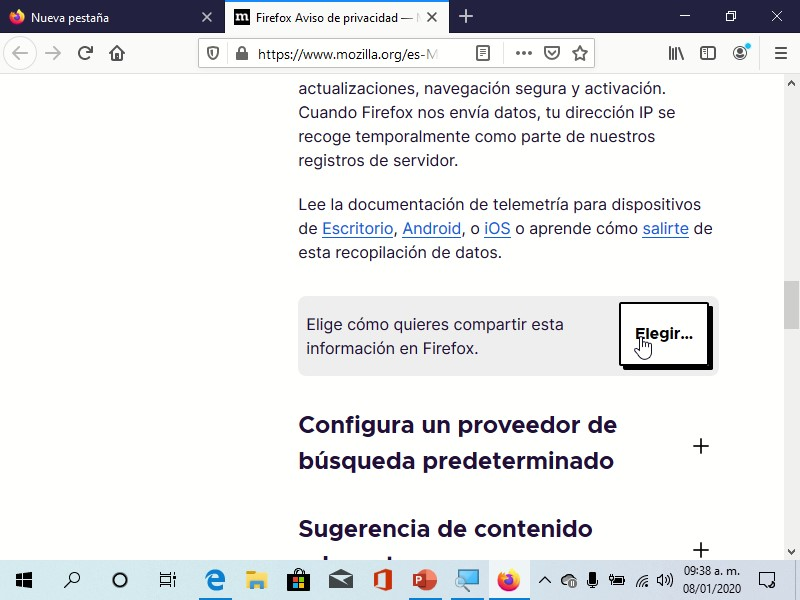 Nueva pestaña
Firefox Aviso de privacidad —
https://www.mozilla.org/es-M
actualizaciones, navegación segura y activación.
Cuando Firefox nos envía datos, tu dirección IP se
recoge temporalmente como parte de nuestros
registros de servidor.
Lee la documentación de telemetría para dispositivos
de Escritorio, Android, o iOS o aprende cómo salirte de
esta recopilación de datos.
Elige cómo quieres compartir esta
información en Firefox.
Elegir...
Configura un proveedor de
búsqueda predeterminado
Sugerencia de contenido
09:38 a. m.
08/01/2020